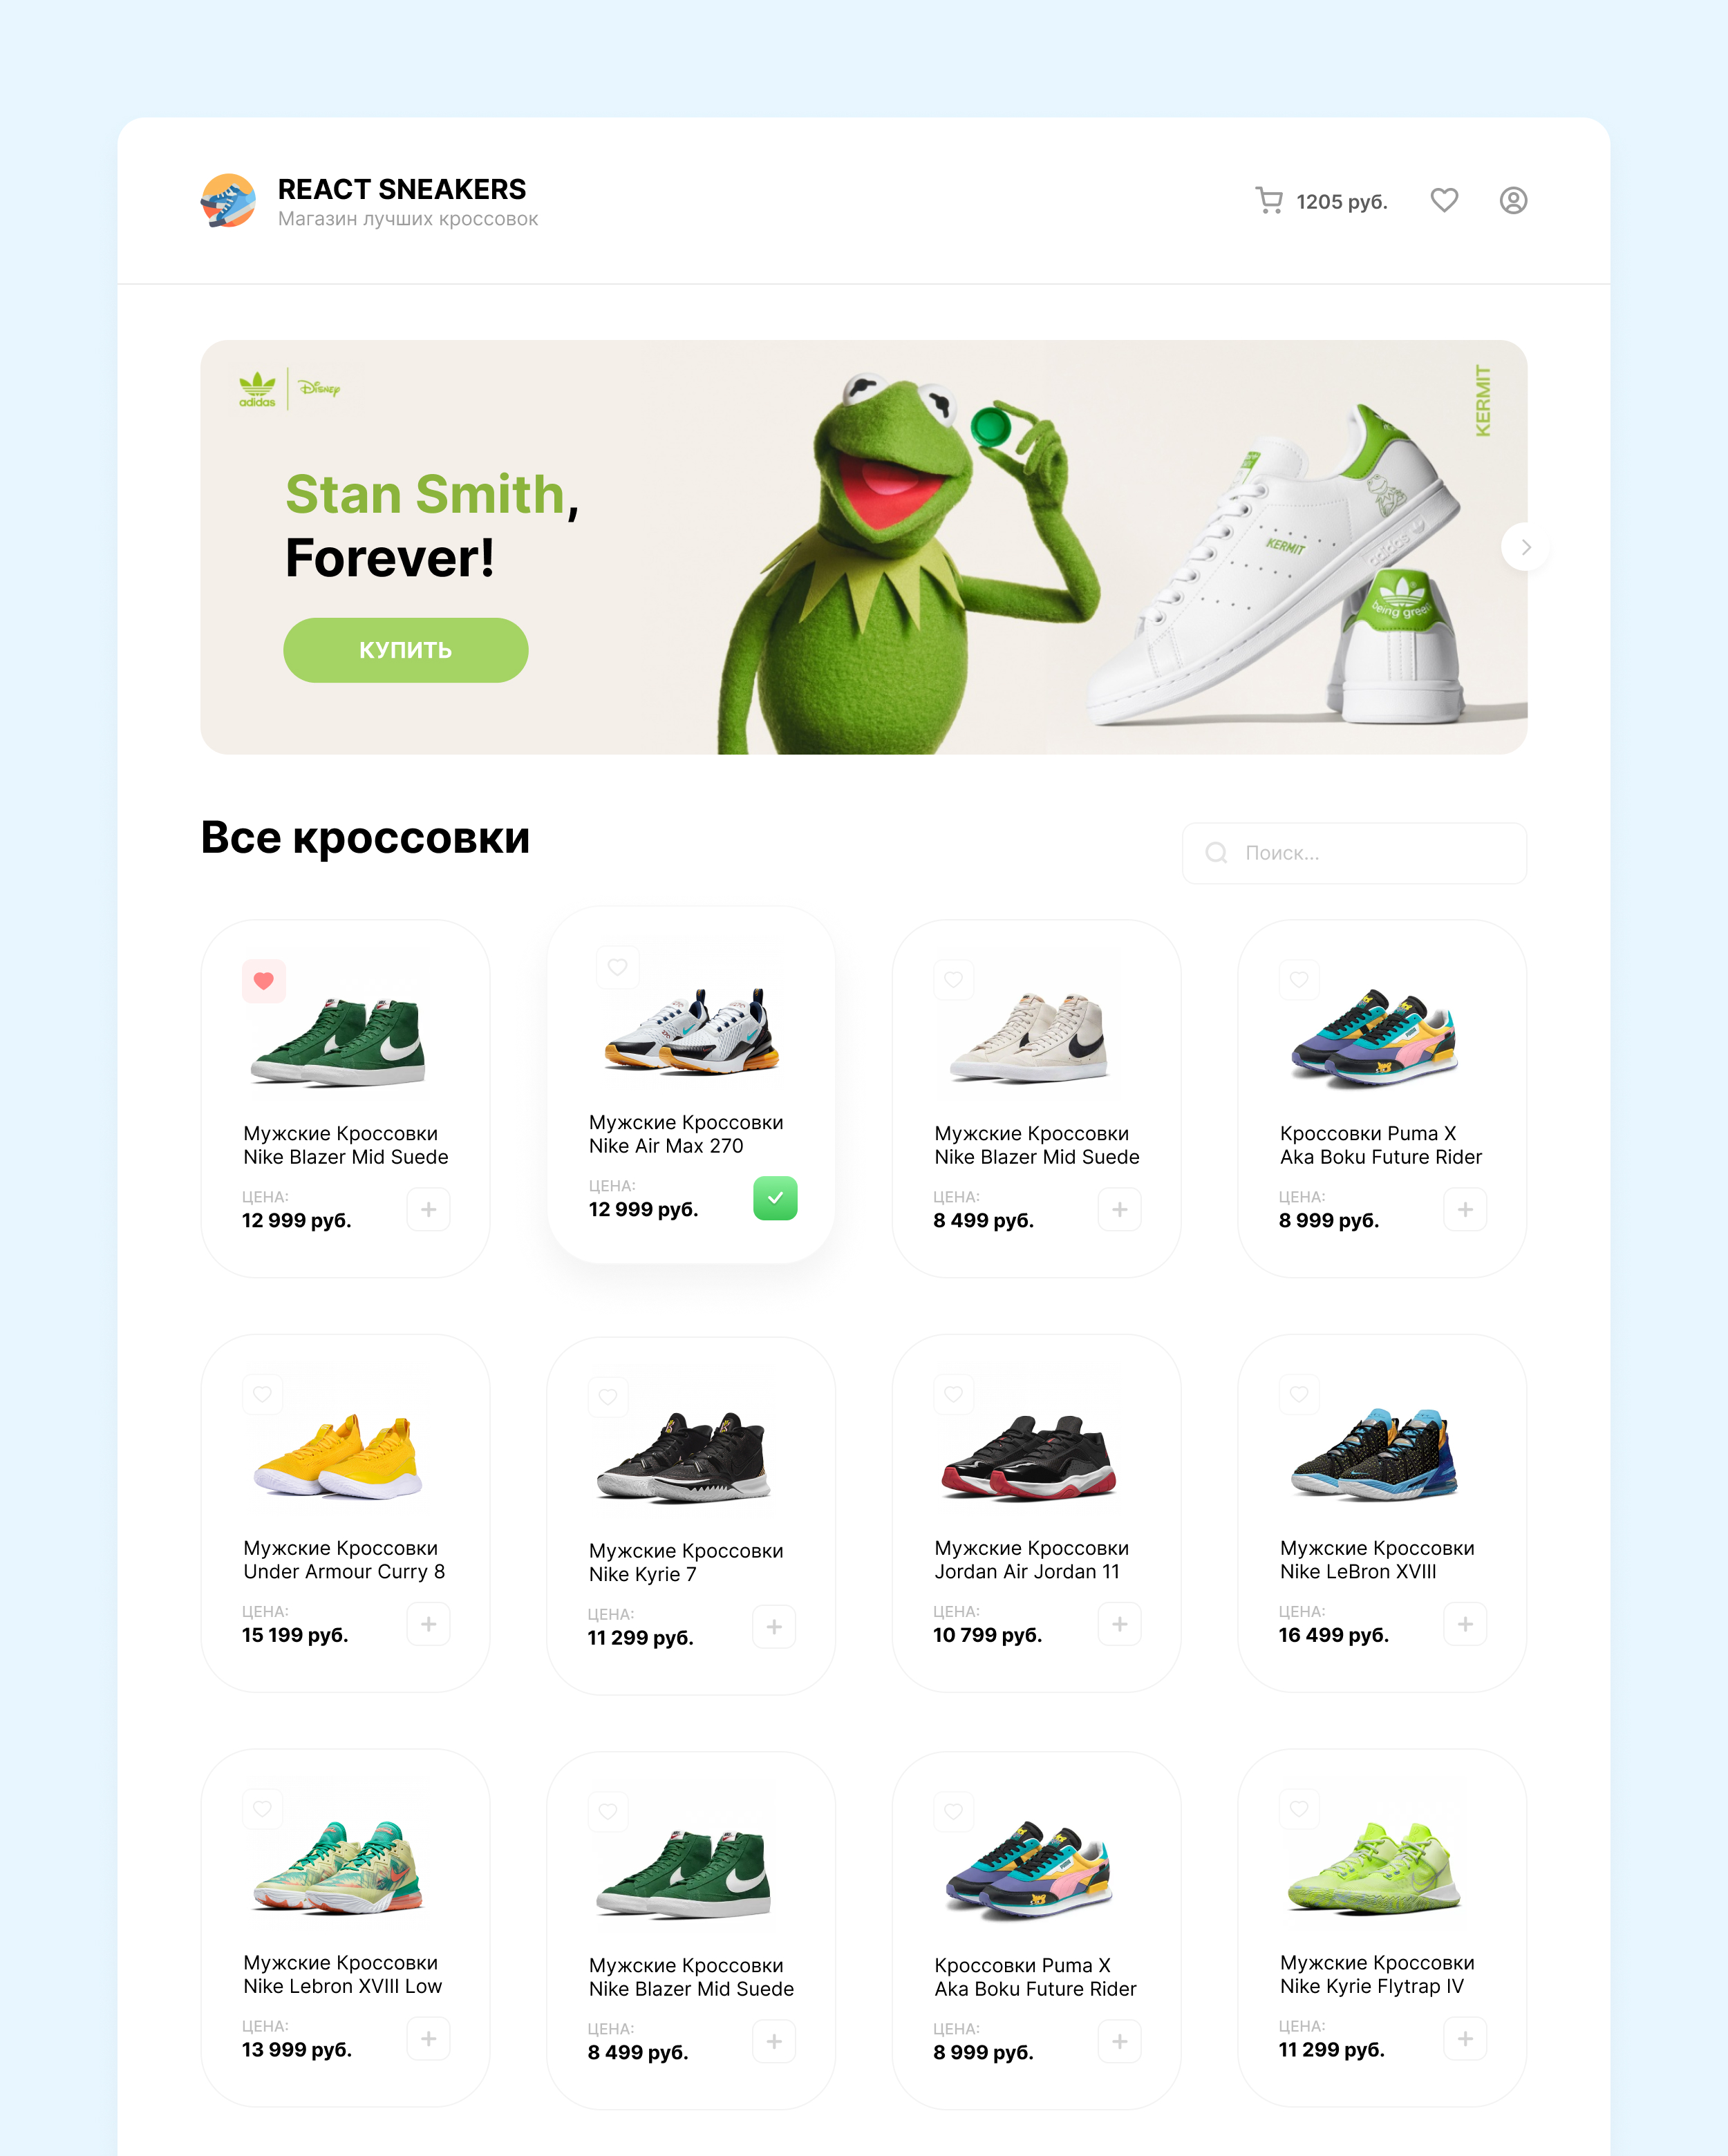 REACT SNEAKERS
Магазин лучших кроссовок
1205 руб.
adidas
Disney
KERMIT
Stan Smith,
Forever!
КУПИТЬ
KERMIT
adidas
being green
Все кроссовки
Поиск...
Мужские Кроссовки
Nike Blazer Mid Suede
ЦЕНА:
12 999 руб.
Мужские Кроссовки
Nike Air Max 270
ЦЕНА:
12 999 руб.
Мужские Кроссовки
Nike Blazer Mid Suede
ЦЕНА:
8 499 руб.
Кроссовки Puma X
Aka Boku Future Rider
ЦЕНА:
8 999 руб.
Мужские Кроссовки
Under Armour Curry 8
ЦЕНА:
15 199 руб.
Мужские Кроссовки
Nike Kyrie 7
ЦЕНА:
11 299 руб.
Мужские Кроссовки
Jordan Air Jordan 11
ЦЕНА:
10 799 руб.
Мужские Кроссовки
Nike LeBron XVIII
ЦЕНА:
16 499 руб.
Мужские Кроссовки
Nike Lebron XVIII Low
ЦЕНА:
13 999 руб.
Мужские Кроссовки
Nike Blazer Mid Suede
ЦЕНА:
8 499 руб.
Кроссовки Puma X
Aka Boku Future Rider
ЦЕНА:
8 999 руб.
Мужские Кроссовки
Nike Kyrie Flytrap IV
ЦЕНА:
11 299 руб.